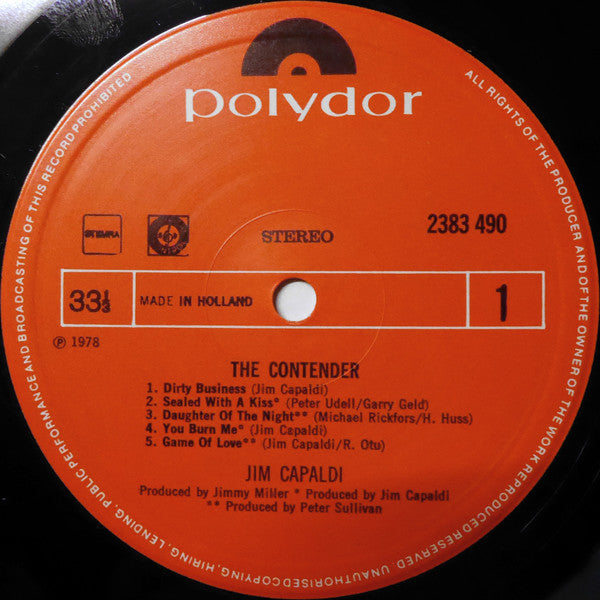 polydor
STEMRA
STEREO
2383 490
33⅓
MADE IN HOLLAND
1
℗ 1978
THE CONTENDER
1. Dirty Business (Jim Capaldi)
2. Sealed With A Kiss* (Peter Udell/Garry Geld)
3. Daughter Of The Night** (Michael Rickfors/H. Huss)
4. You Burn Me* (Jim Capaldi)
5. Game Of Love** (Jim Capaldi/R. Otu)
JIM CAPALDI
Produced by Jimmy Miller * Produced by Jim Capaldi
** Produced by Peter Sullivan
ALL RIGHTS OF THE PRODUCER AND OF THE OWNER OF THE WORK REPRODUCED RESERVED. UNAUTHORISED COPYING, HIRING, LENDING, PUBLIC PERFORMANCE AND BROADCASTING OF THIS RECORD PROHIBITED